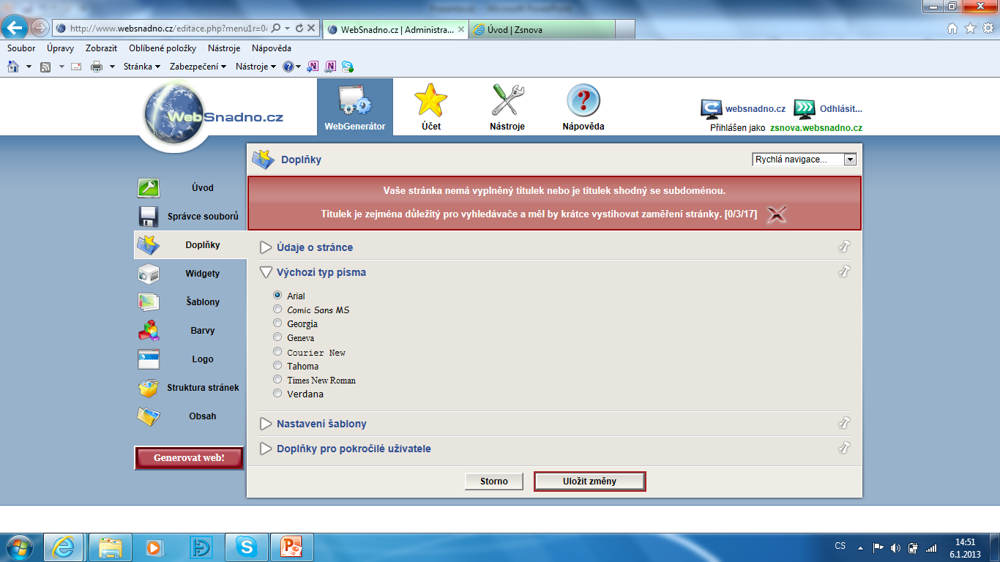 http://www.websnadno.cz/editace.php?menu1r=0
WebSnadno.cz | Administra...
Úvod | Zsnova
Soubor Úpravy Zobrazit Oblíbené položky Nástroje Nápověda
Stránka Zabezpečení Nástroje
WebSnadno.cz
WebGenerátor
Účet
Nástroje
Nápověda
websnadno.cz
Odhlásit...
Přihlášen jako zsnova.websnadno.cz
Úvod
Správce souborů
Doplňky
Widgety
Šablony
Barvy
Logo
Struktura stránek
Obsah
Generovat web!
Doplňky
Rychlá navigace...
Vaše stránka nemá vyplněný titulek nebo je titulek shodný se subdoménou.
Titulek je zejména důležitý pro vyhledávače a měl by krátce vystihovat zaměření stránky. [0/3/17]
Údaje o stránce
Výchozí typ písma
Arial
Comic Sans MS
Georgia
Geneva
Courier New
Tahoma
Times New Roman
Verdana
Nastavení šablony
Doplňky pro pokročilé uživatele
Storno
Uložit změny
CS
14:51
6.1.2013